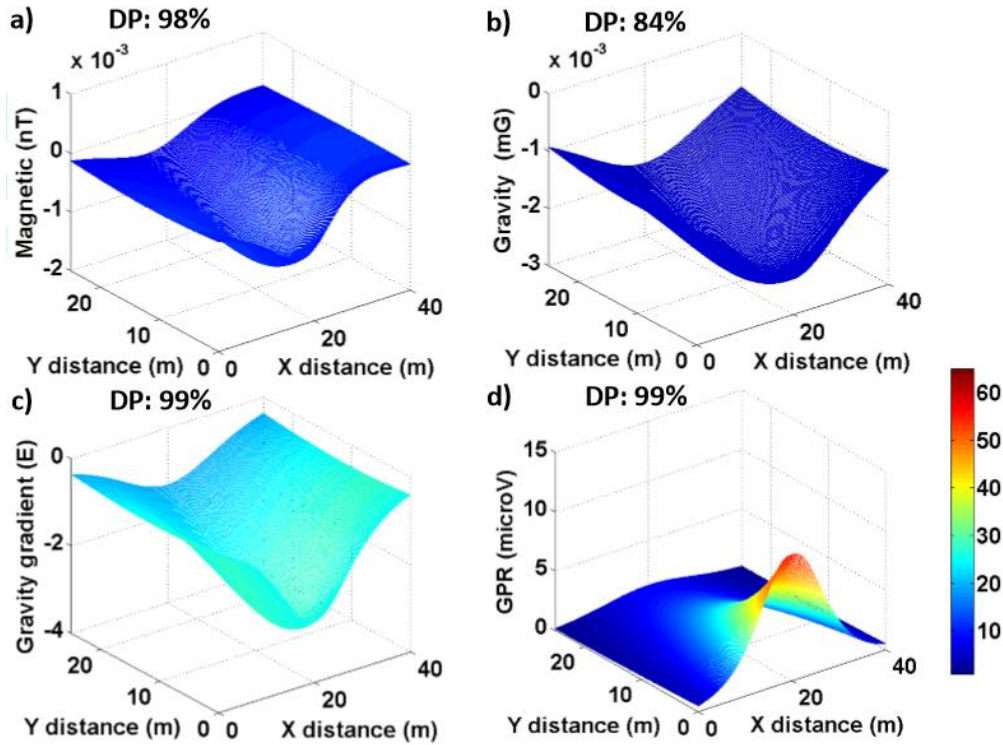 a) DP: 98%
x 10-3
1
0
-1
-2
Magnetic (nT)
20
10
0
Y distance (m)
0
20
40
X distance (m)
b) DP: 84%
x 10-3
0
-1
-2
-3
Gravity (mG)
20
10
0
Y distance (m)
0
20
40
X distance (m)
c) DP: 99%
0
-2
-4
Gravity gradient (E)
20
10
0
Y distance (m)
0
20
40
X distance (m)
d) DP: 99%
15
10
5
0
GPR (microV)
20
10
0
Y distance (m)
0
20
40
X distance (m)
60
50
40
30
20
10